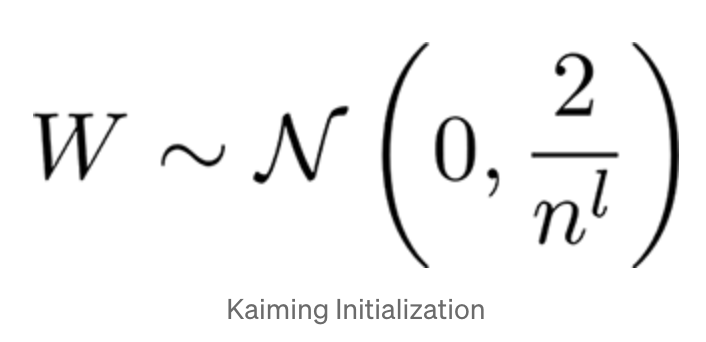 W ∼ 𝒩 (0, 2/n^l)
Kaiming Initialization